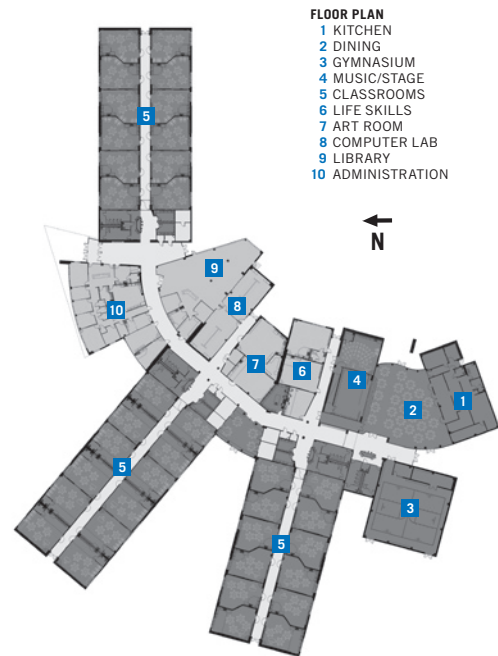 FLOOR PLAN
1 KITCHEN
2 DINING
3 GYMNASIUM
4 MUSIC/STAGE
5 CLASSROOMS
6 LIFE SKILLS
7 ART ROOM
8 COMPUTER LAB
9 LIBRARY
10 ADMINISTRATION
5
N
9
10
8
7
6
4
1
2
5
3
5